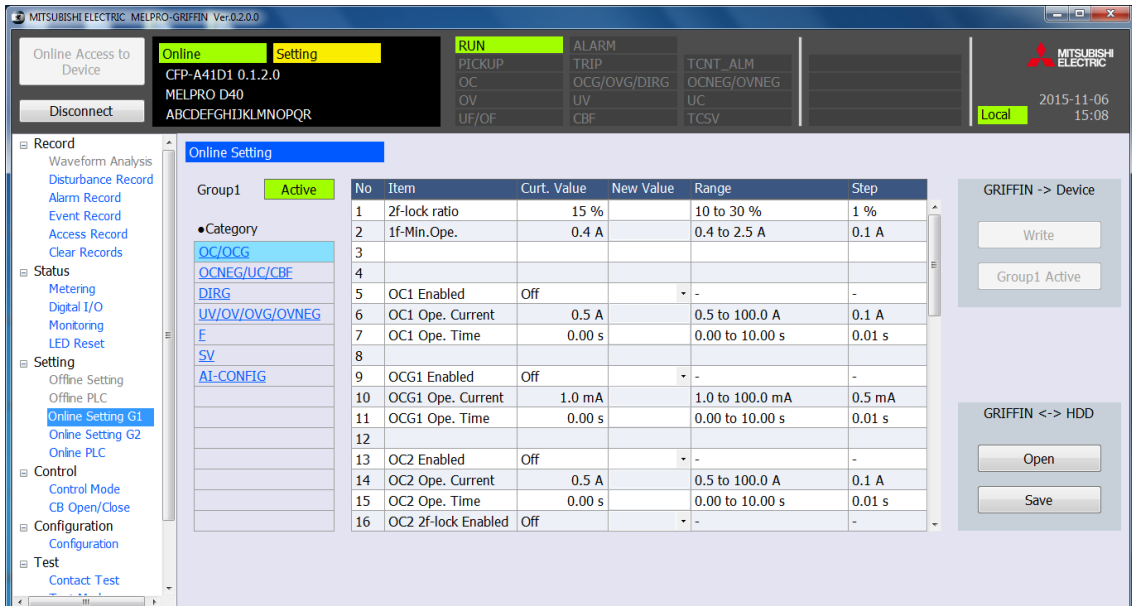 MITSUBISHI ELECTRIC MELPRO-GRIFFIN Ver.0.2.0.0
Online Access to
Device
Disconnect
Online Setting
CFP-A41D1 0.1.2.0
MELPRO D40
ABCDEFGHIJKLMNOPQR
RUN ALARM
PICKUP TRIP TCNT_ALM
OC OCG/OVG/DIRG OCNEG/OVNEG
OV UV UC
UF/OF CBF TCSV
MITSUBISHI
ELECTRIC
2015-11-06
Local 15:08
Record
Waveform Analysis
Disturbance Record
Alarm Record
Event Record
Access Record
Clear Records
Status
Metering
Digital I/O
Monitoring
LED Reset
Setting
Offline Setting
Offline PLC
Online Setting G1
Online Setting G2
Online PLC
Control
Control Mode
CB Open/Close
Configuration
Configuration
Test
Contact Test
Online Setting
Group1 Active
●Category
OC/OCG
OCNEG/UC/CBF
DIRG
UV/OV/OVG/OVNEG
F
SV
AI-CONFIG
No Item Curt. Value New Value Range Step
1 2f-lock ratio 15 % 10 to 30 % 1 %
2 1f-Min.Ope. 0.4 A 0.4 to 2.5 A 0.1 A
3
4
5 OC1 Enabled Off - -
6 OC1 Ope. Current 0.5 A 0.5 to 100.0 A 0.1 A
7 OC1 Ope. Time 0.00 s 0.00 to 10.00 s 0.01 s
8
9 OCG1 Enabled Off - -
10 OCG1 Ope. Current 1.0 mA 1.0 to 100.0 mA 0.5 mA
11 OCG1 Ope. Time 0.00 s 0.00 to 10.00 s 0.01 s
12
13 OC2 Enabled Off - -
14 OC2 Ope. Current 0.5 A 0.5 to 100.0 A 0.1 A
15 OC2 Ope. Time 0.00 s 0.00 to 10.00 s 0.01 s
16 OC2 2f-lock Enabled Off - -
GRIFFIN -> Device
Write
Group1 Active
GRIFFIN <-> HDD
Open
Save